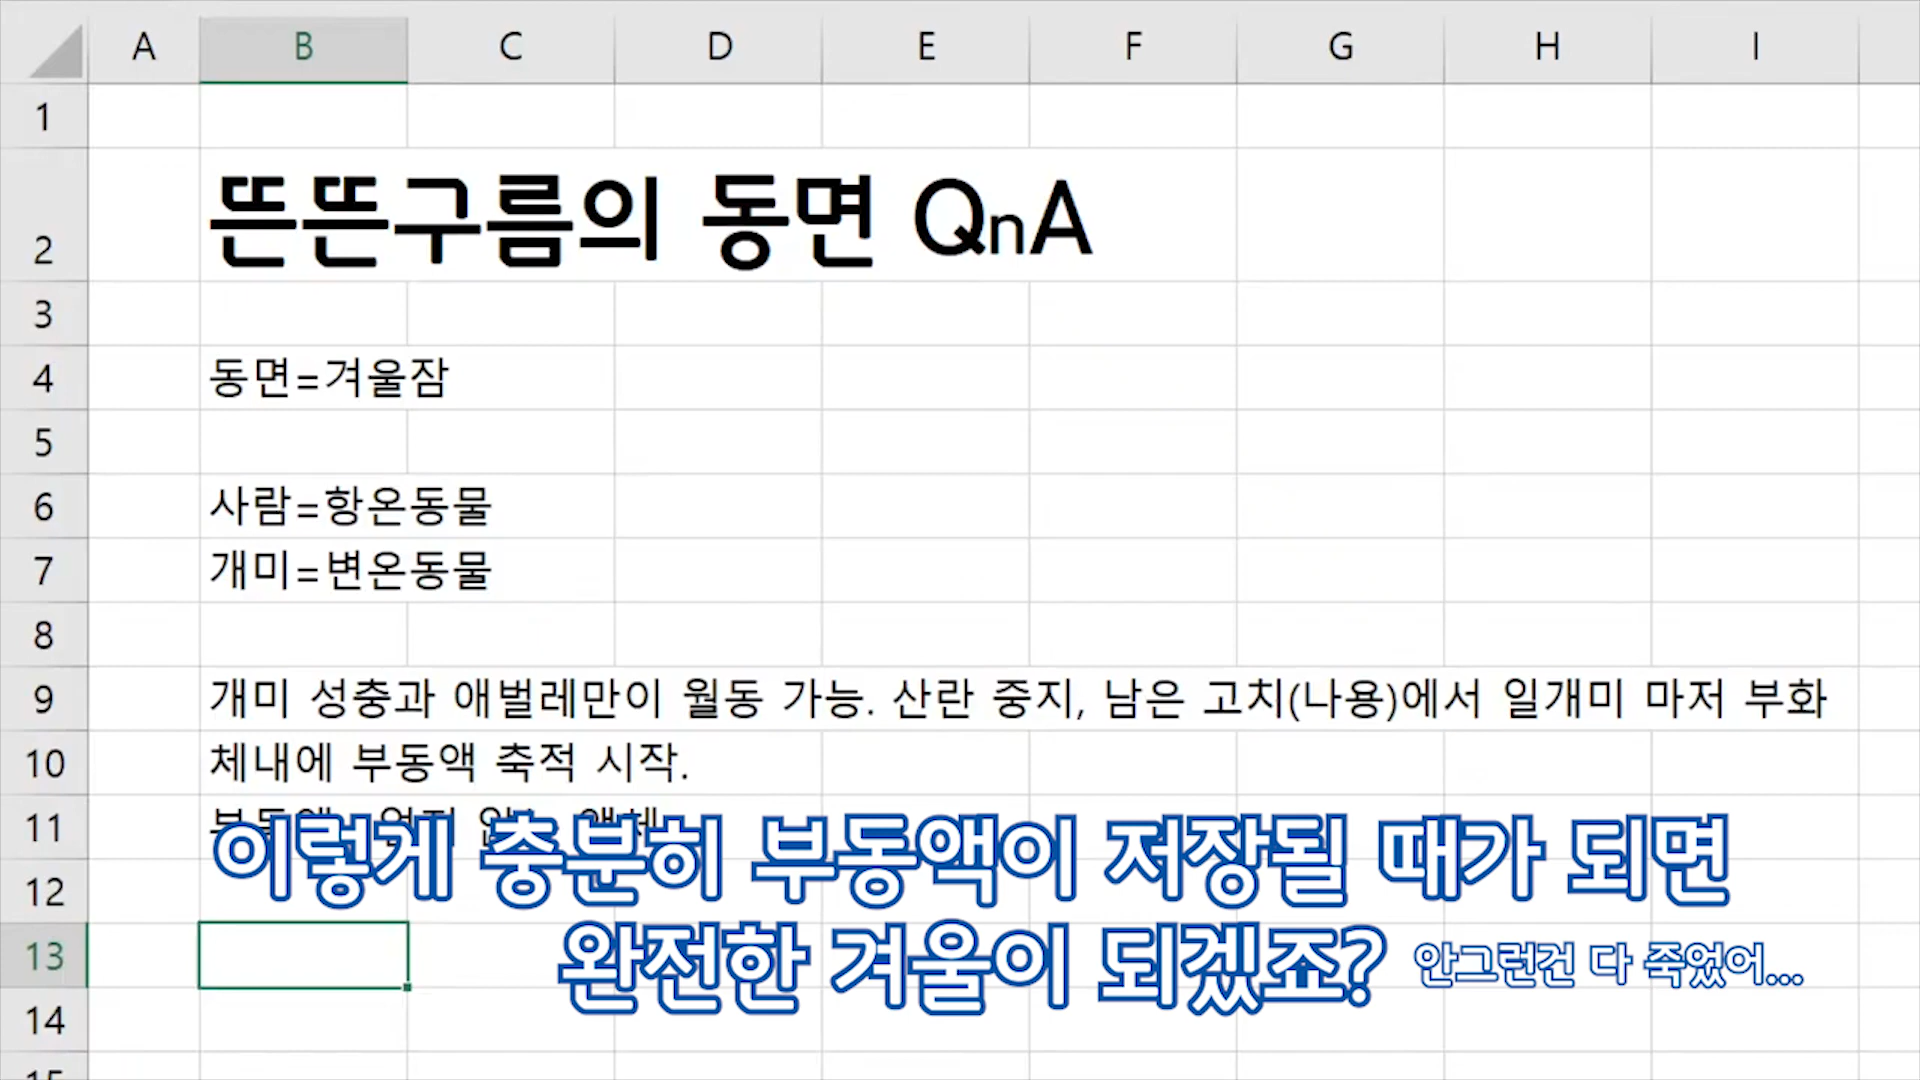 A B C D E F G H I
1
2 뜬뜬구름의 동면 QnA
3
4 동면=겨울잠
5
6 사람=항온동물
7 개미=변온동물
8
9 개미 성충과 애벌레만이 월동 가능. 산란 중지, 남은 고치(나용)에서 일개미 마저 부화
10 체내에 부동액 축적 시작.
11
이렇게 충분히 부동액이 저장될 때가 되면
12
완전한 겨울이 되겠죠? 안그런건 다 죽었어...
13
14
15